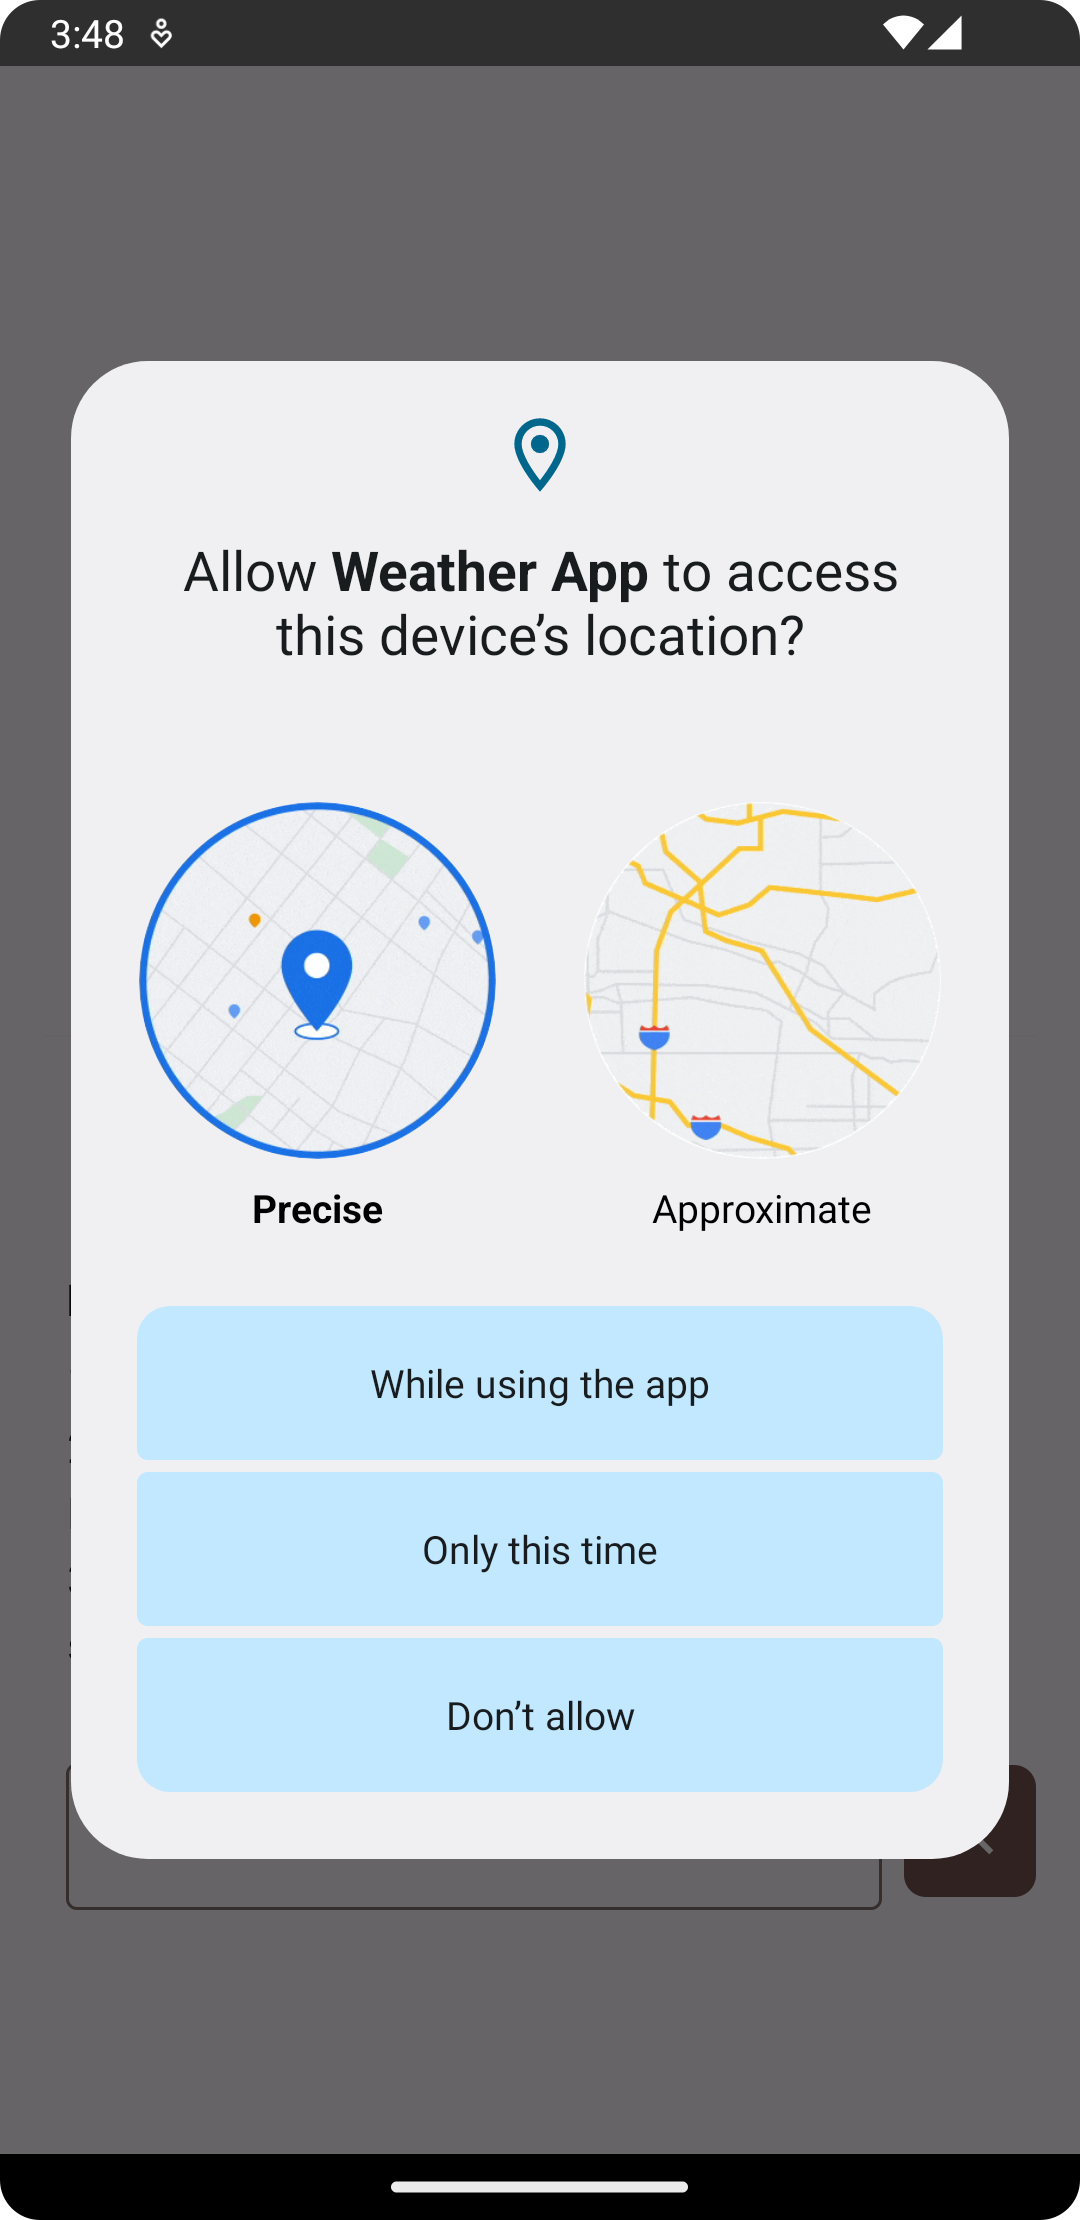 3:48
Allow Weather App to access
this device’s location?
Precise
Approximate
While using the app
Only this time
Don’t allow